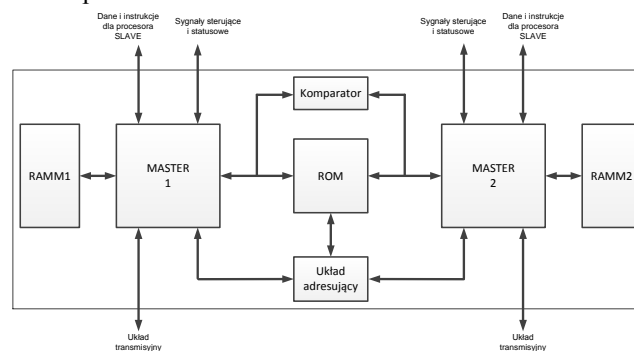 Dane i instrukcje
dla procesora
SLAVE
Sygnały sterujące
i statusowe
Sygnały sterujące
i statusowe
Dane i instrukcje
dla procesora
SLAVE
Komparator
RAMM1
MASTER
1
ROM
MASTER
2
RAMM2
Układ
adresujący
Układ
transmisyjny
Układ
transmisyjny